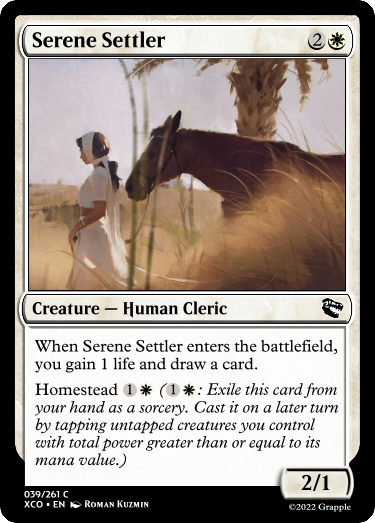 Serene Settler 2
Creature — Human Cleric
When Serene Settler enters the battlefield,
you gain 1 life and draw a card.
Homestead 1 (1 : Exile this card from
your hand as a sorcery. Cast it on a later turn
by tapping untapped creatures you control
with total power greater than or equal to its
mana value.)
2/1
039/261 C
XCO • EN Roman Kuzmin
©2022 Grapple